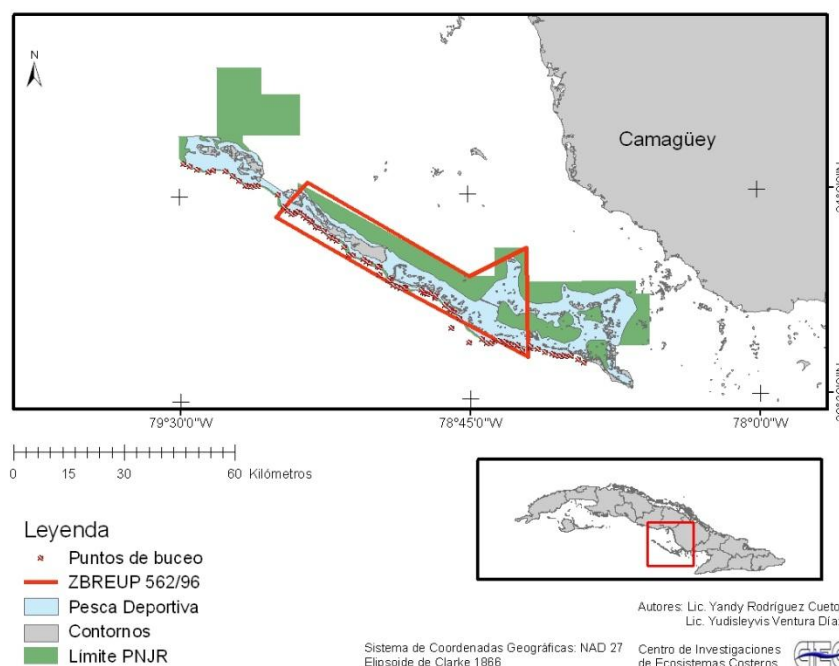 N
Camagüey
79°30'0"W
78°45'0"W
78°0'0"W
0 15 30 60 Kilómetros
Leyenda
Puntos de buceo
ZBREUP 562/96
Pesca Deportiva
Contornos
Límite PNJR
Autores: Lic. Yandy Rodríguez Cueto
Lic. Yudisleyvis Ventura Díaz
Sistema de Coordenadas Geográficas: NAD 27
Elipsoide de Clarke 1866
Centro de Investigaciones
de Ecosistemas Costeros
CIEC